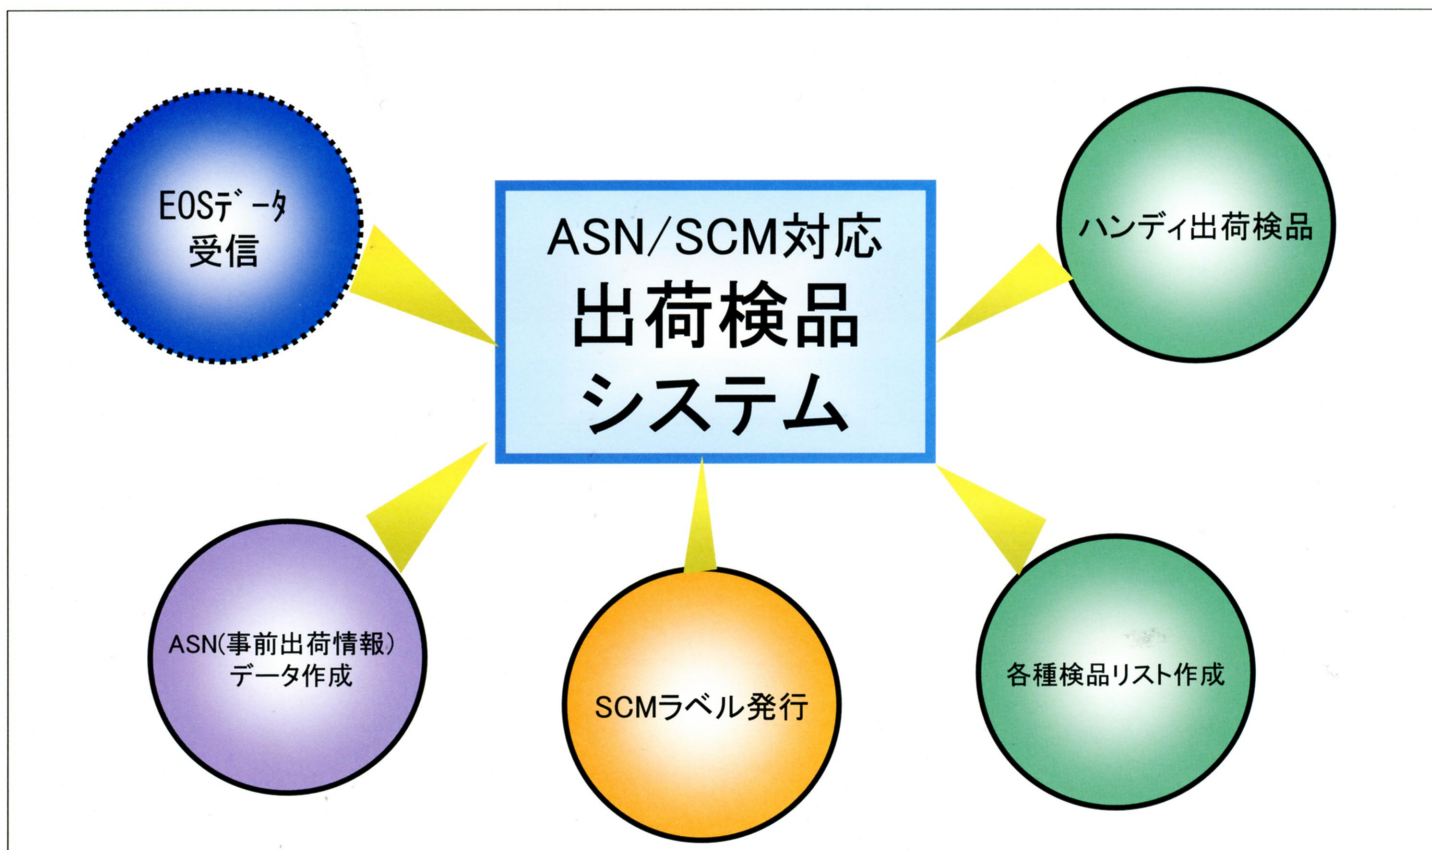 EOSデータ
受信
ASN/SCM対応
出荷検品
システム
ハンディ出荷検品
ASN(事前出荷情報)
データ作成
SCMラベル発行
各種検品リスト作成